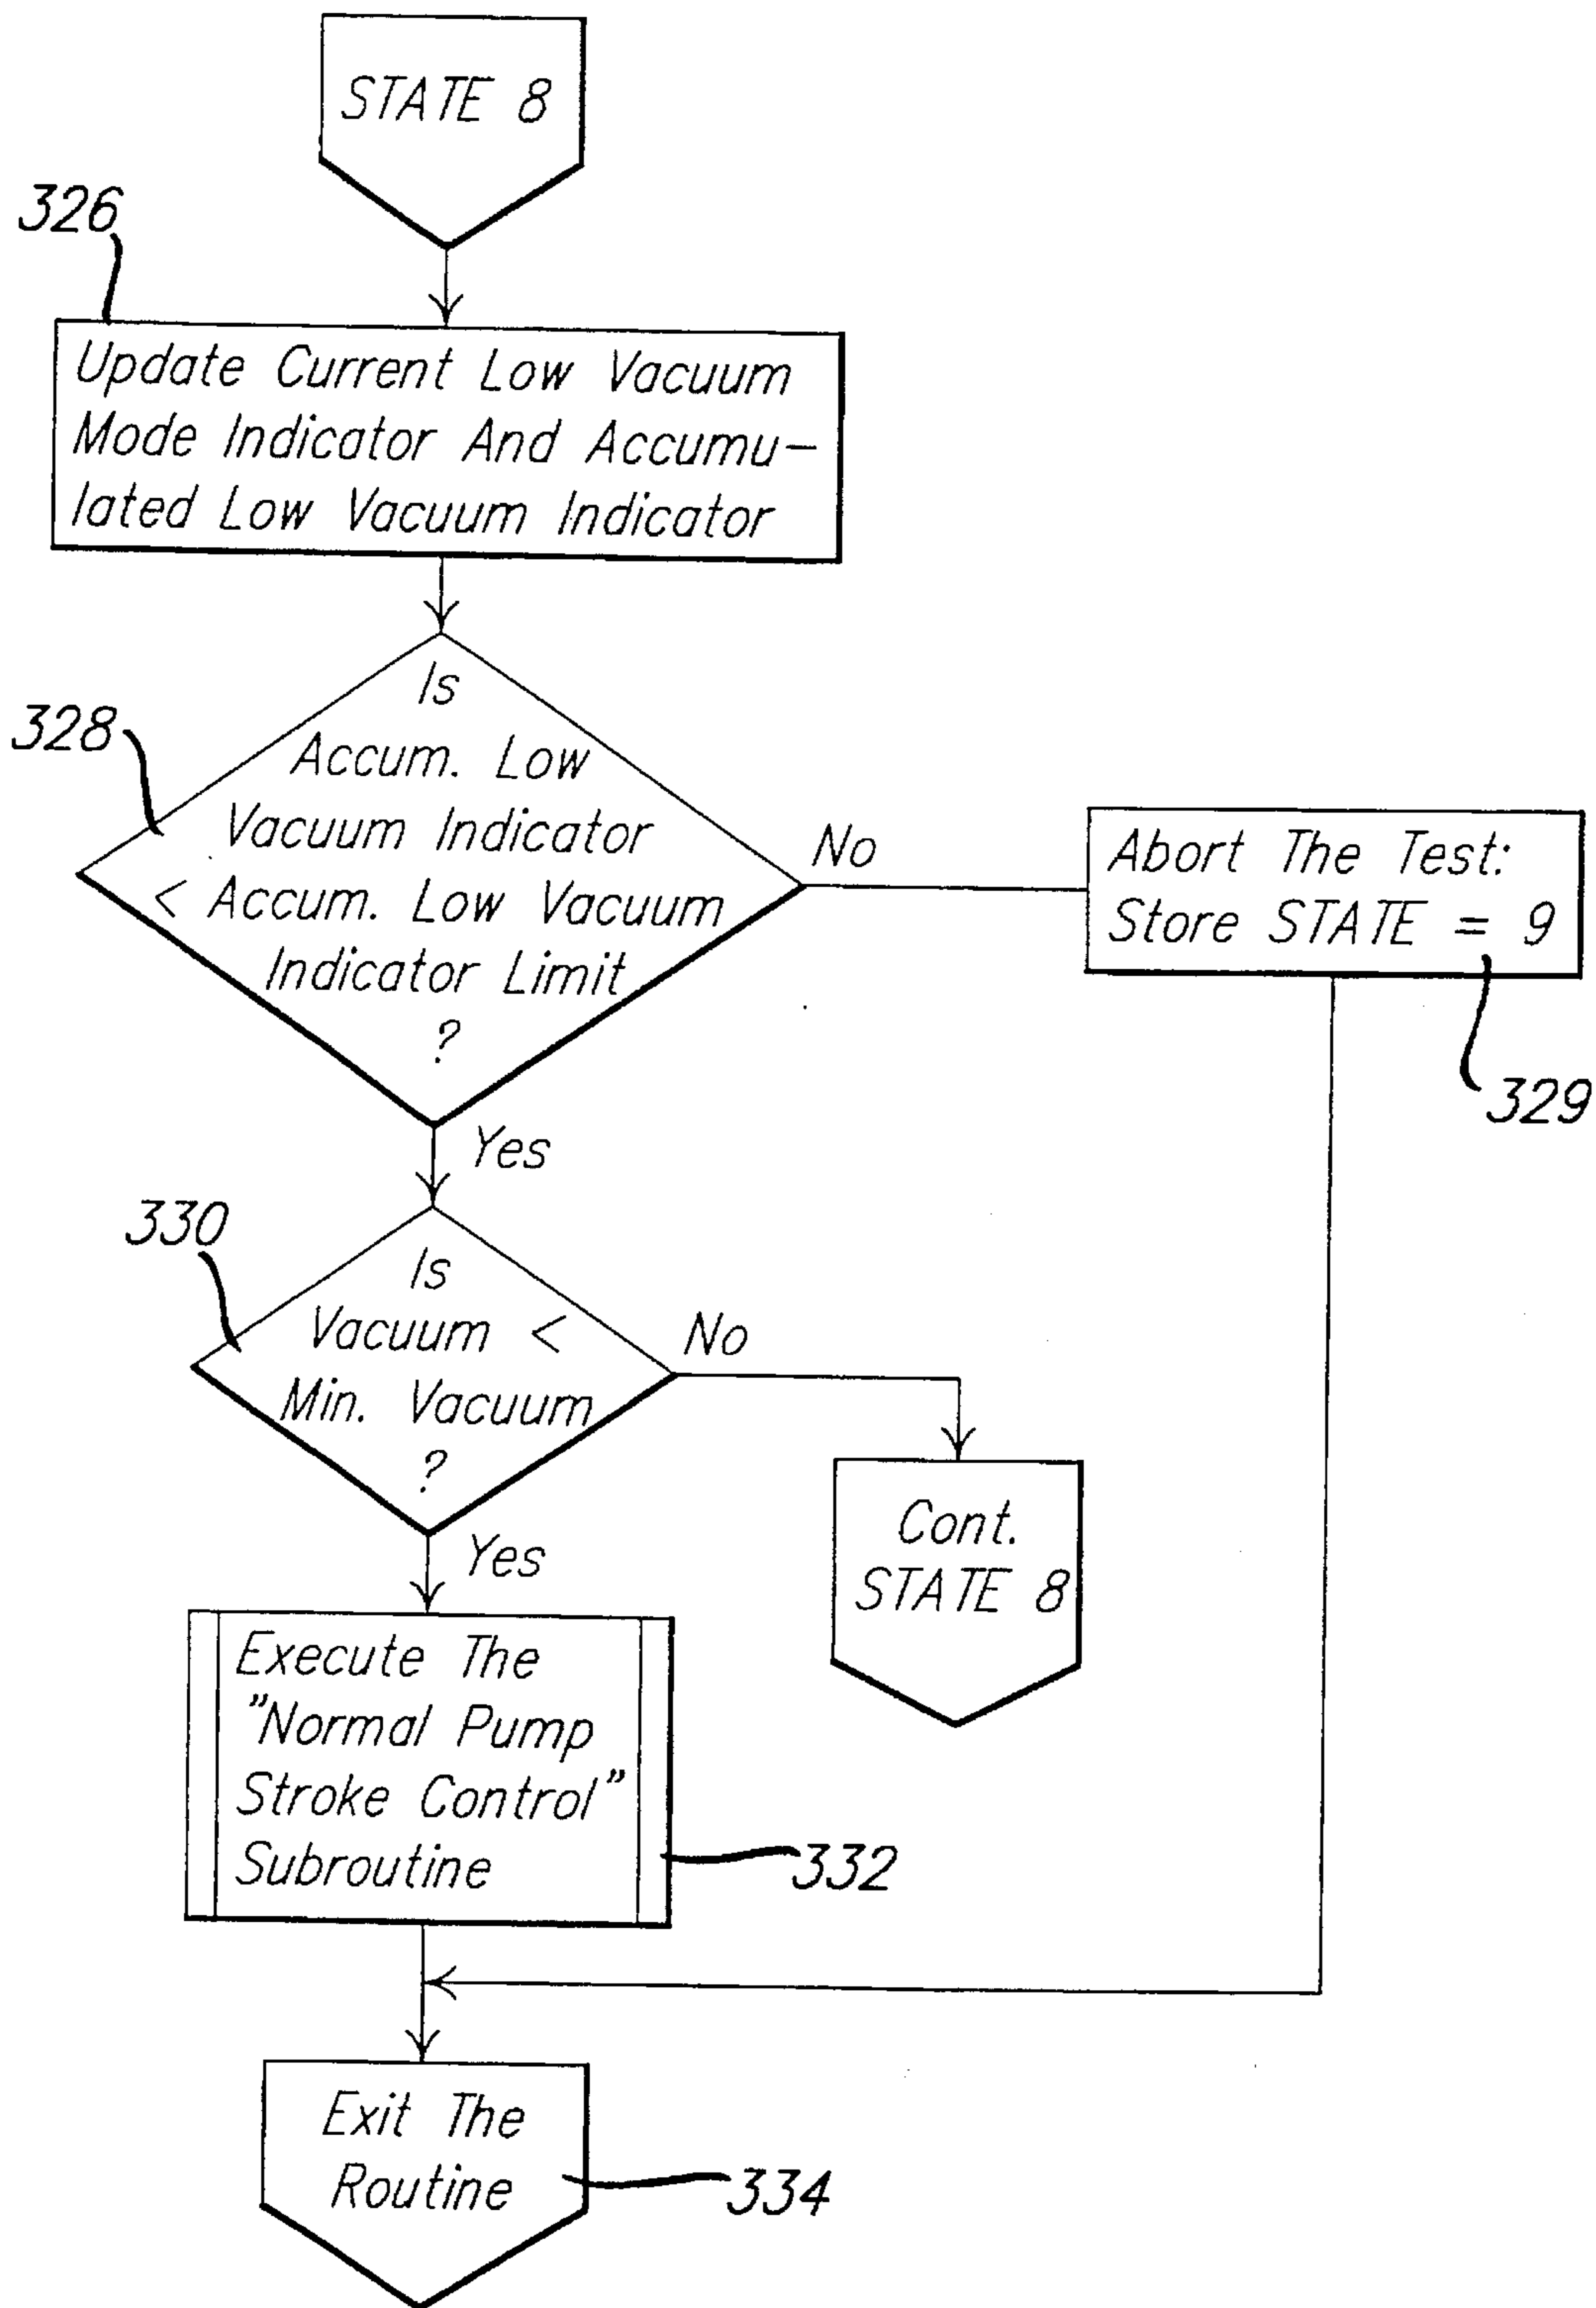 STATE 8
326
Update Current Low Vacuum
Mode Indicator And Accumu-
lated Low Vacuum Indicator
328
Is
Accum. Low
Vacuum Indicator
< Accum. Low Vacuum
Indicator Limit
?
No
Abort The Test:
Store STATE = 9
329
Yes
330
Is
Vacuum <
Min. Vacuum
?
No
Cont.
STATE 8
Yes
Execute The
"Normal Pump
Stroke Control"
Subroutine
332
Exit The
Routine
334